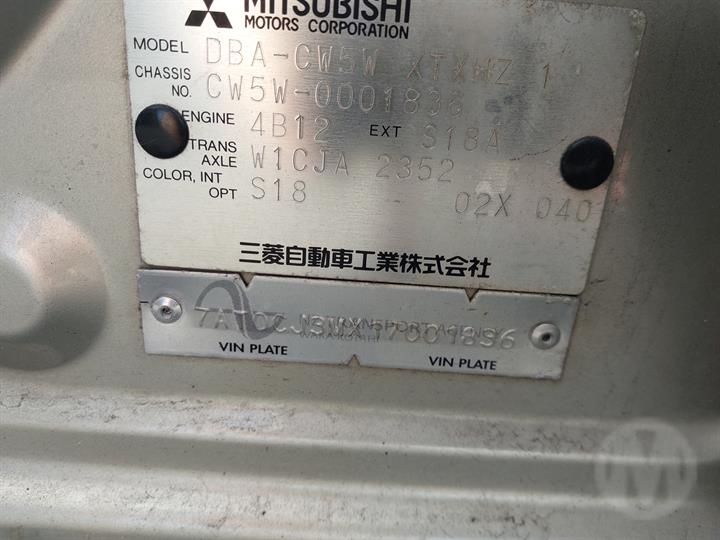 MITSUBISHI
MOTORS CORPORATION
MODEL DBA-CW5W XTXHZ 1
CHASSIS NO. CW5W-0001836
ENGINE 4B12 EXT S18A
TRANS AXLE W1CJA 2352
COLOR, INT OPT S18 - 02X 040
三菱自動車工業株式会社
VIN PLATE VIN PLATE
M